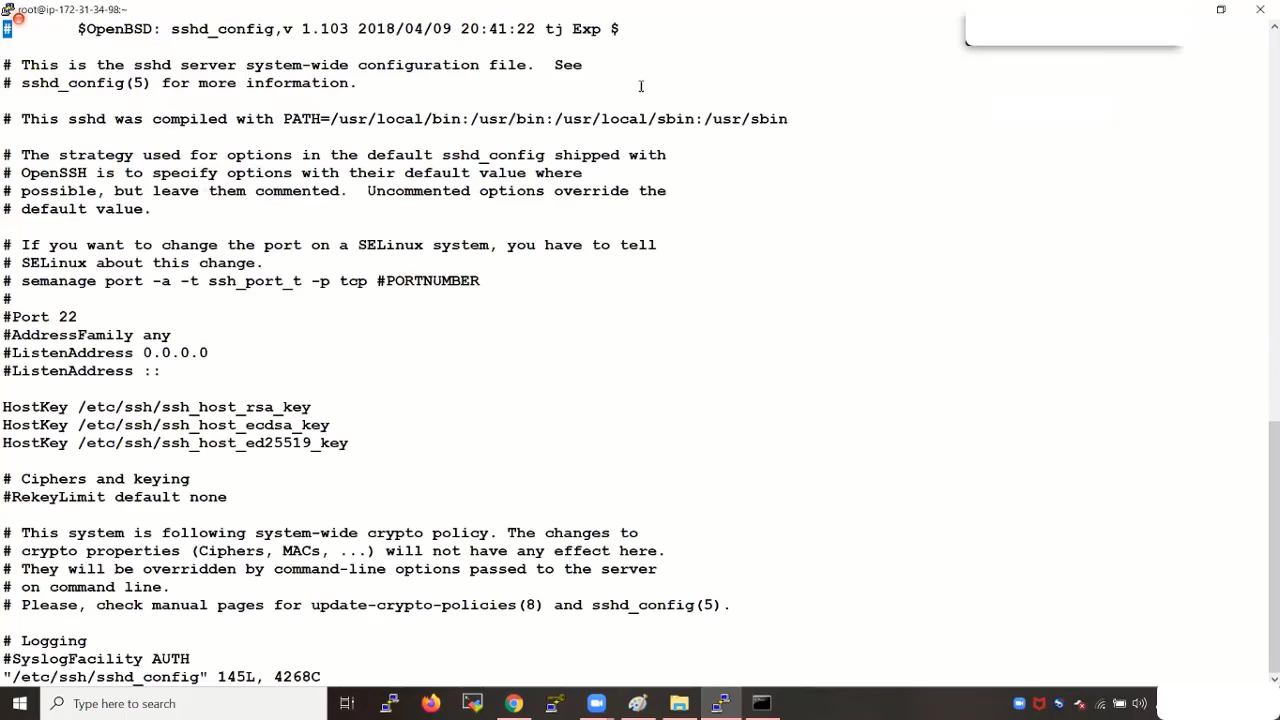 root@ip-172-31-34-98:~
#       $OpenBSD: sshd_config,v 1.103 2018/04/09 20:41:22 tj Exp $
# This is the sshd server system-wide configuration file.  See
# sshd_config(5) for more information.
# This sshd was compiled with PATH=/usr/local/bin:/usr/bin:/usr/local/sbin:/usr/sbin
# The strategy used for options in the default sshd_config shipped with
# OpenSSH is to specify options with their default value where
# possible, but leave them commented.  Uncommented options override the
# default value.
# If you want to change the port on a SELinux system, you have to tell
# SELinux about this change.
# semanage port -a -t ssh_port_t -p tcp #PORTNUMBER
#
#Port 22
#AddressFamily any
#ListenAddress 0.0.0.0
#ListenAddress ::
HostKey /etc/ssh/ssh_host_rsa_key
HostKey /etc/ssh/ssh_host_ecdsa_key
HostKey /etc/ssh/ssh_host_ed25519_key
# Ciphers and keying
#RekeyLimit default none
# This system is following system-wide crypto policy. The changes to
# crypto properties (Ciphers, MACs, ...) will not have any effect here.
# They will be overridden by command-line options passed to the server
# on command line.
# Please, check manual pages for update-crypto-policies(8) and sshd_config(5).
# Logging
#SyslogFacility AUTH
"/etc/ssh/sshd_config" 145L, 4268C
Type here to search